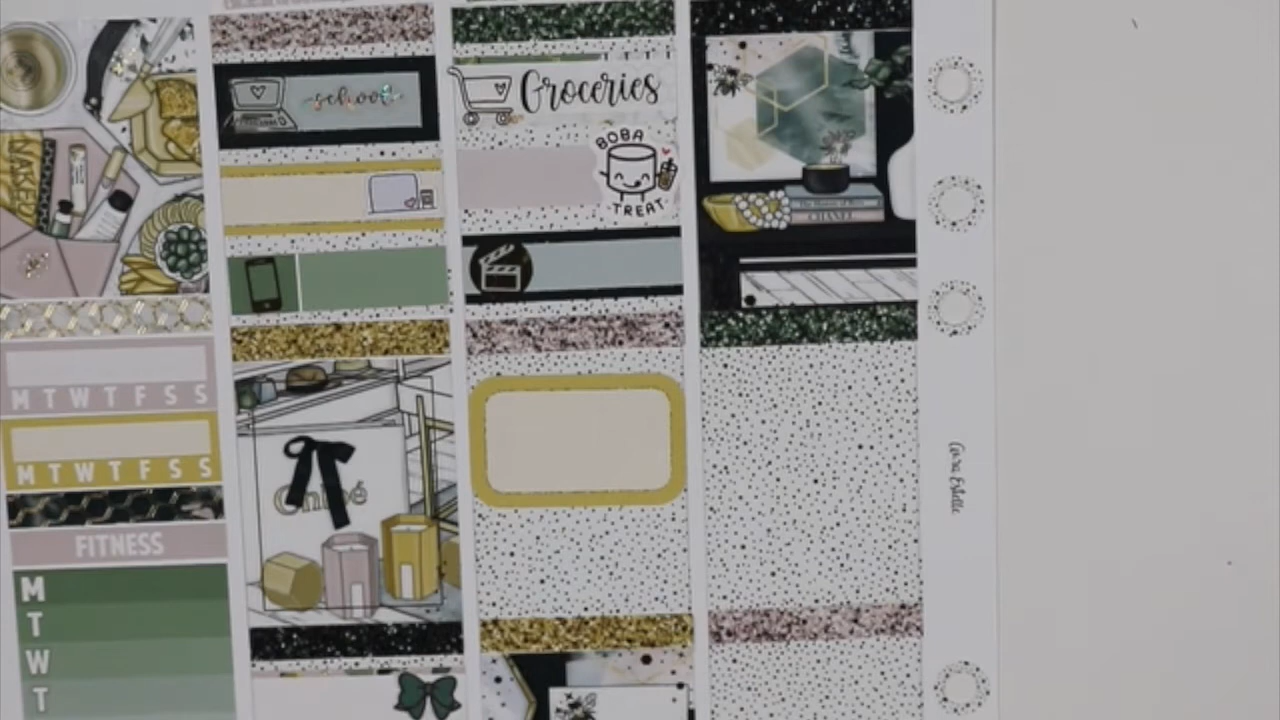 NAKED
M T W T F S S
M T W T F S S
FITNESS
M
T
W
T
school
Chloé
Groceries
BOBA
TREAT
CHANEL